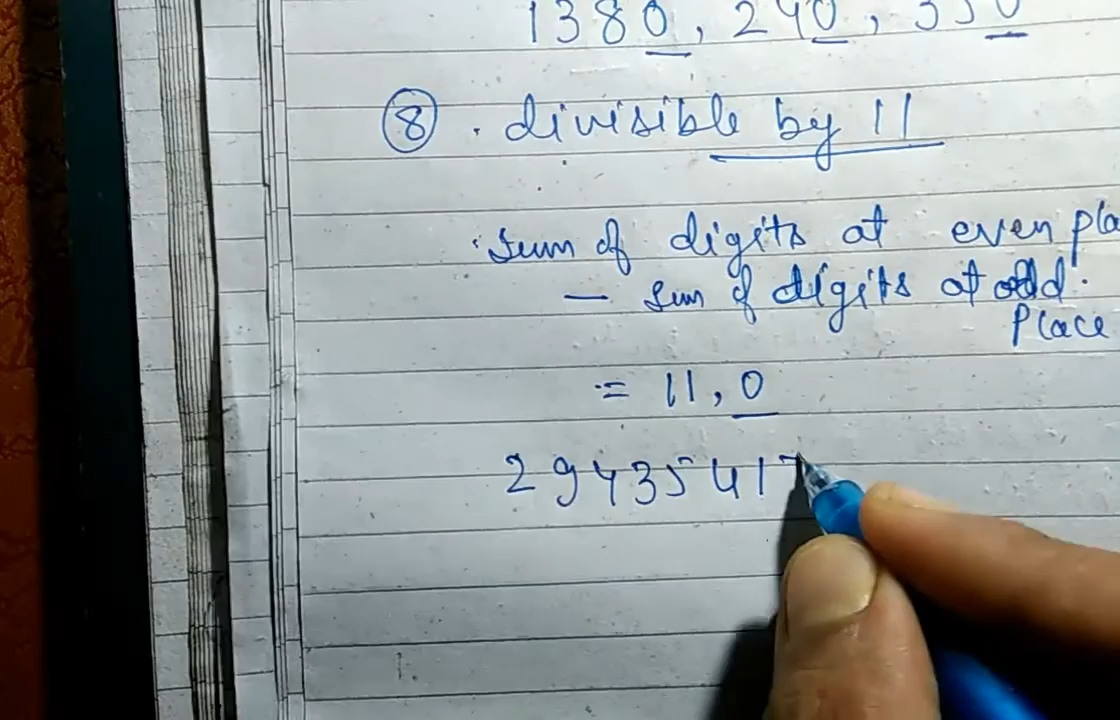 1380, 240, 350
⑧ . divisible by 11
Sum of digits at even pla
— Sum of digits at odd.
Place
= 11, 0
29435417